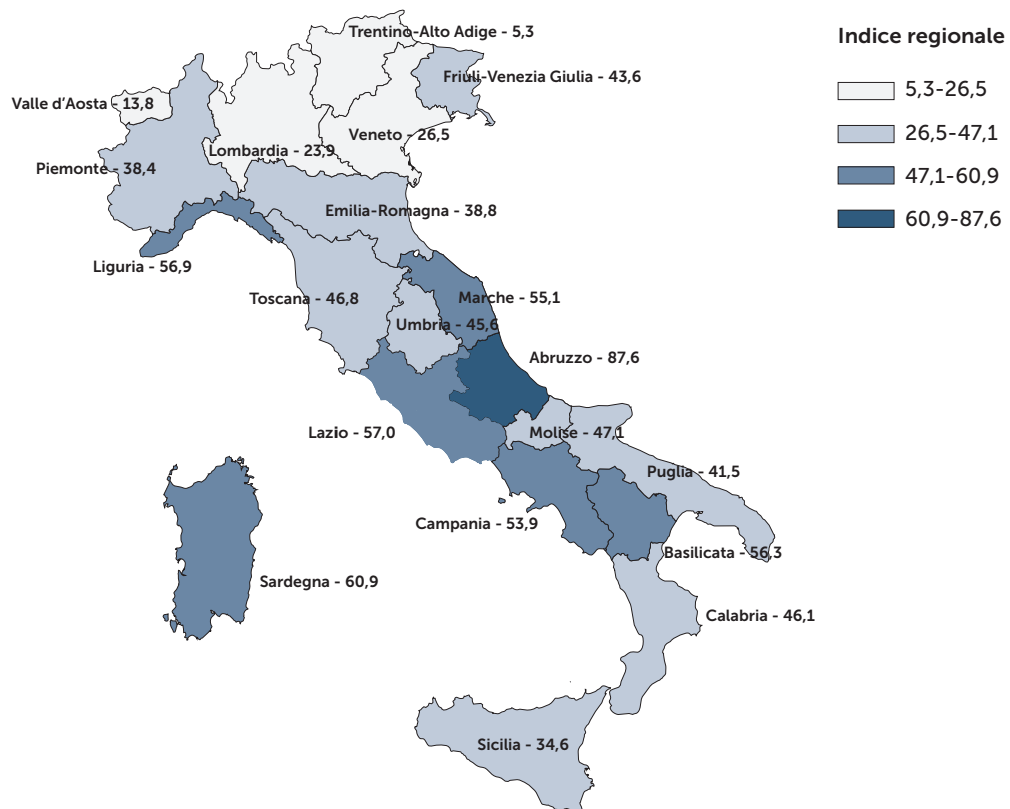 Trentino-Alto Adige - 5,3
Indice regionale
Friuli-Venezia Giulia - 43,6
5,3-26,5
Valle d’Aosta - 13,8
Veneto - 26,5
26,5-47,1
Lombardia - 23,9
Piemonte - 38,4
47,1-60,9
Emilia-Romagna - 38,8
60,9-87,6
Liguria - 56,9
Toscana - 46,8
Marche - 55,1
Umbria - 45,6
Abruzzo - 87,6
Lazio - 57,0
Molise - 47,1
Puglia - 41,5
Campania - 53,9
Basilicata - 56,3
Sardegna - 60,9
Calabria - 46,1
Sicilia - 34,6